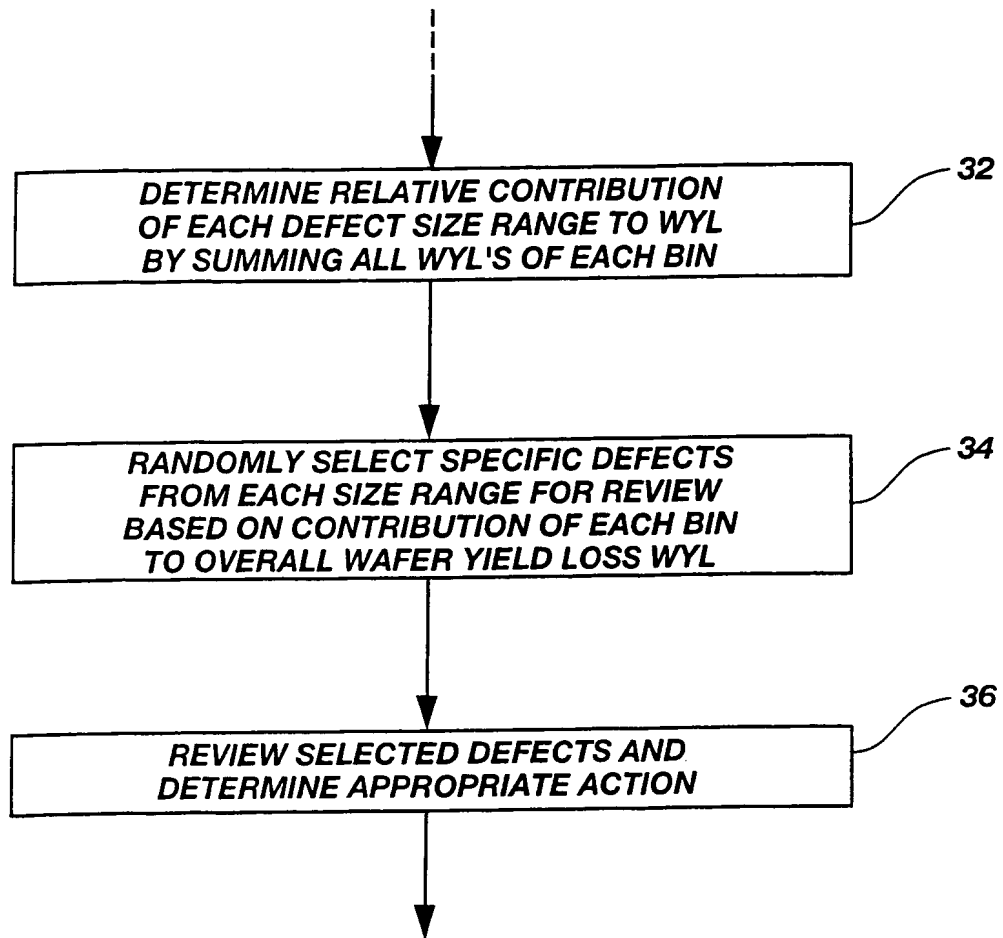 DETERMINE RELATIVE CONTRIBUTION
OF EACH DEFECT SIZE RANGE TO WYL
BY SUMMING ALL WYL'S OF EACH BIN
32
RANDOMLY SELECT SPECIFIC DEFECTS
FROM EACH SIZE RANGE FOR REVIEW
BASED ON CONTRIBUTION OF EACH BIN
TO OVERALL WAFER YIELD LOSS WYL
34
REVIEW SELECTED DEFECTS AND
DETERMINE APPROPRIATE ACTION
36